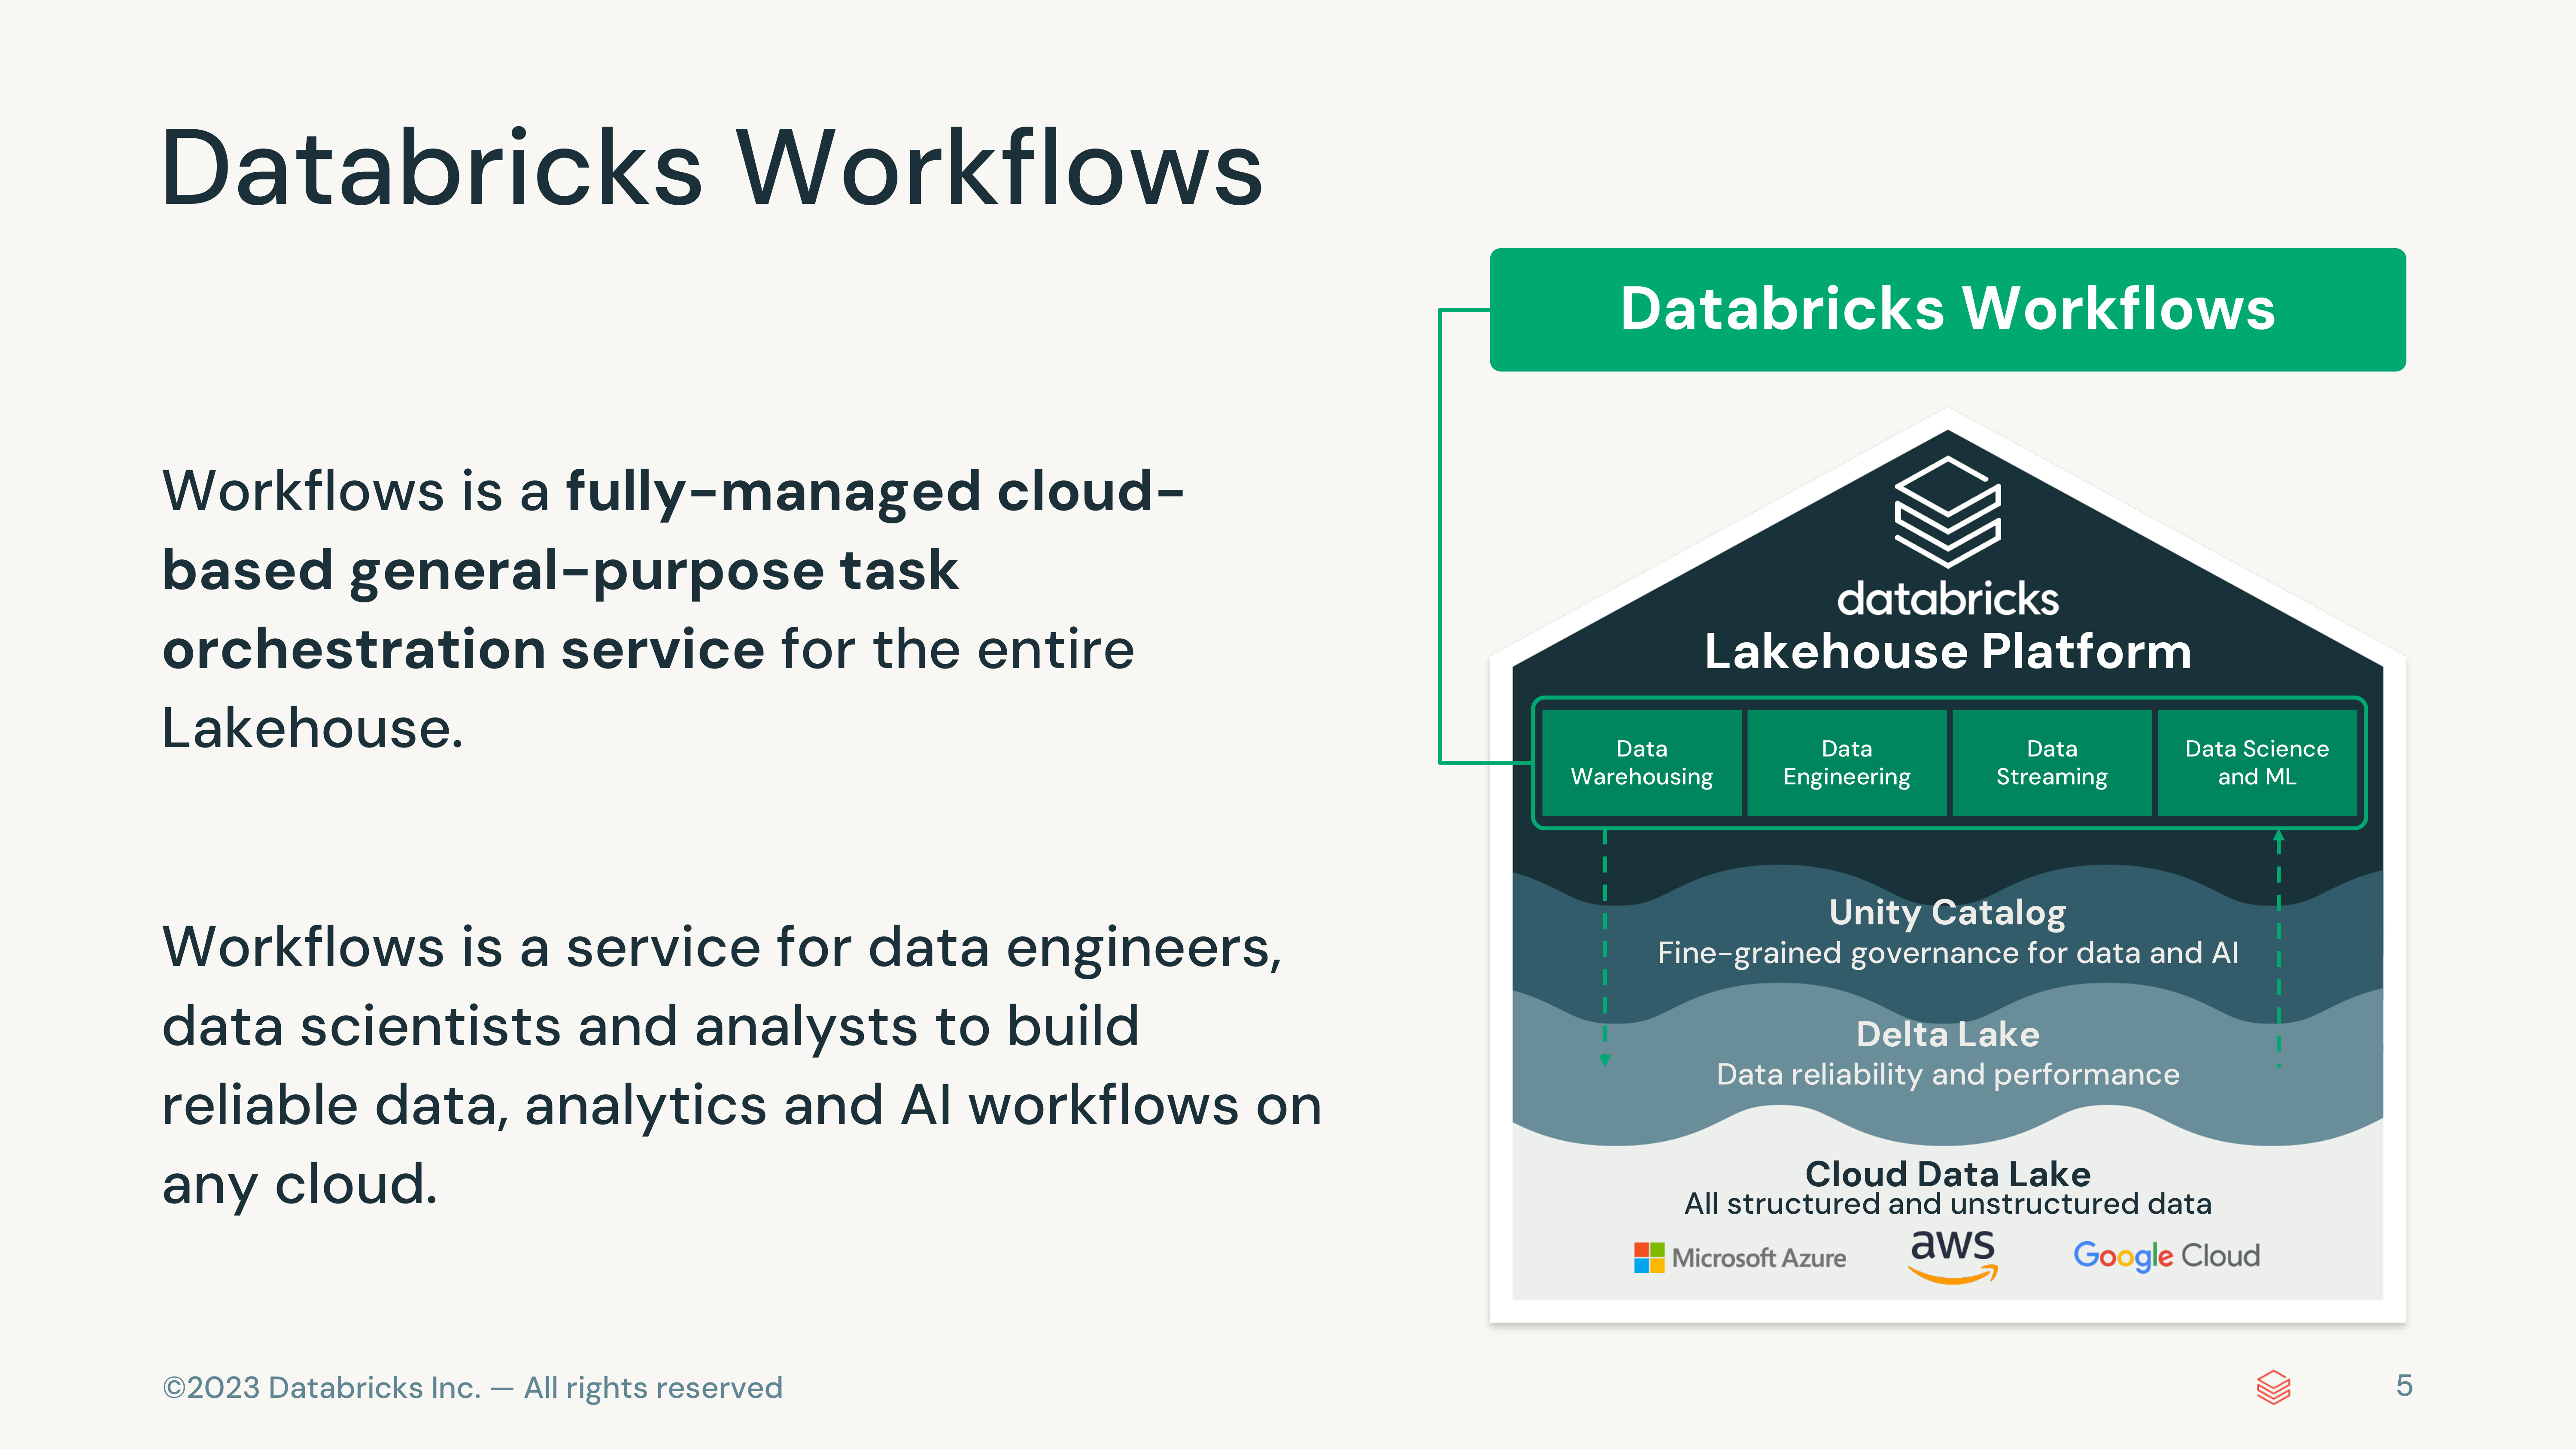 Databricks Workflows
Workflows is a fully-managed cloud-
based general-purpose task
orchestration service for the entire
Lakehouse.
Workflows is a service for data engineers,
data scientists and analysts to build
reliable data, analytics and AI workflows on
any cloud.
Databricks Workflows
databricks
Lakehouse Platform
Data
Warehousing
Data
Engineering
Data
Streaming
Data Science
and ML
Unity Catalog
Fine-grained governance for data and AI
Delta Lake
Data reliability and performance
Cloud Data Lake
All structured and unstructured data
Microsoft Azure
aws
Google Cloud
©2023 Databricks Inc. — All rights reserved
5